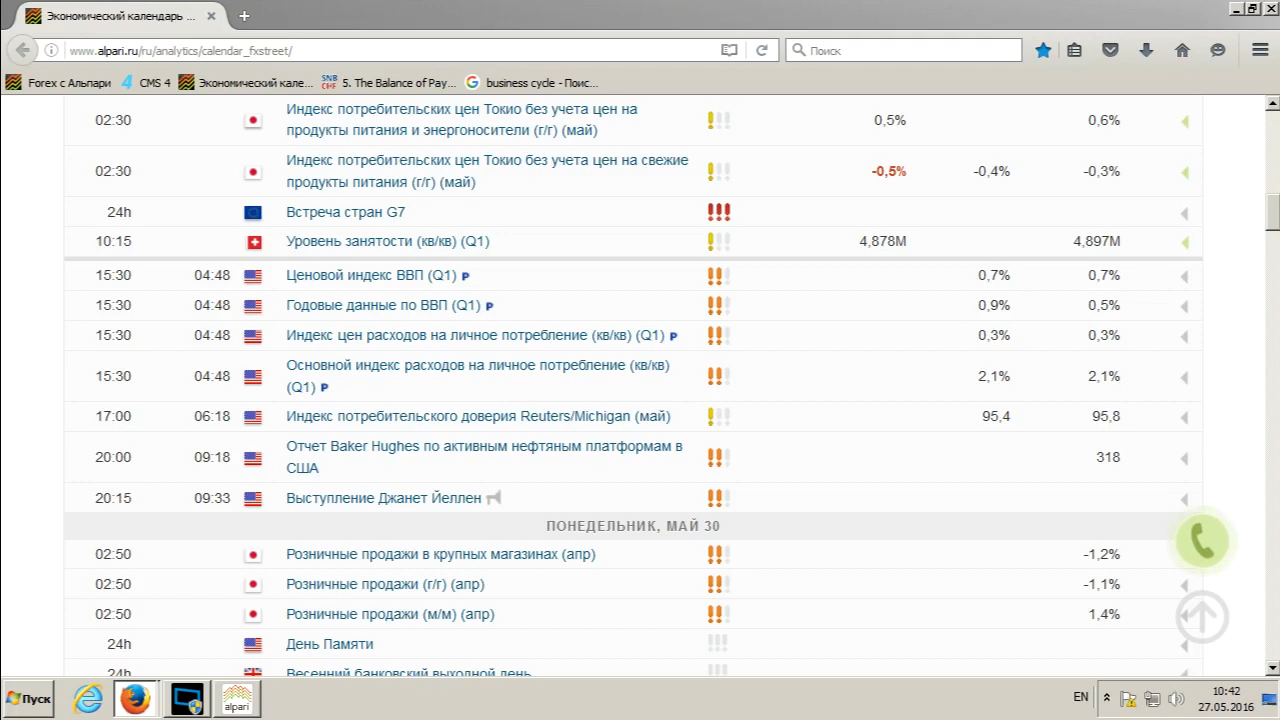 Экономический календарь ...
www.alpari.ru/ru/analytics/calendar_fxstreet/
Поиск
Forex с Альпари
4 CMS 4
Экономический кале...
SNB CHF 5. The Balance of Pay...
G business cycle - Поис...
02:30 Индекс потребительских цен Токио без учета цен на 0,5% 0,6%
продукты питания и энергоносители (г/г) (май)
02:30 Индекс потребительских цен Токио без учета цен на свежие -0,5% -0,4% -0,3%
продукты питания (г/г) (май)
24h Встреча стран G7
10:15 Уровень занятости (кв/кв) (Q1) 4,878M 4,897M
15:30 04:48 Ценовой индекс ВВП (Q1) P 0,7% 0,7%
15:30 04:48 Годовые данные по ВВП (Q1) P 0,9% 0,5%
15:30 04:48 Индекс цен расходов на личное потребление (кв/кв) (Q1) P 0,3% 0,3%
15:30 04:48 Основной индекс расходов на личное потребление (кв/кв) 2,1% 2,1%
(Q1) P
17:00 06:18 Индекс потребительского доверия Reuters/Michigan (май) 95,4 95,8
20:00 09:18 Отчет Baker Hughes по активным нефтяным платформам в 318
США
20:15 09:33 Выступление Джанет Йеллен
ПОНЕДЕЛЬНИК, МАЙ 30
02:50 Розничные продажи в крупных магазинах (апр) -1,2%
02:50 Розничные продажи (г/г) (апр) -1,1%
02:50 Розничные продажи (м/м) (апр) 1,4%
24h День Памяти
24h Весенний банковский выходной день
Пуск
alpari
EN
10:42
27.05.2016